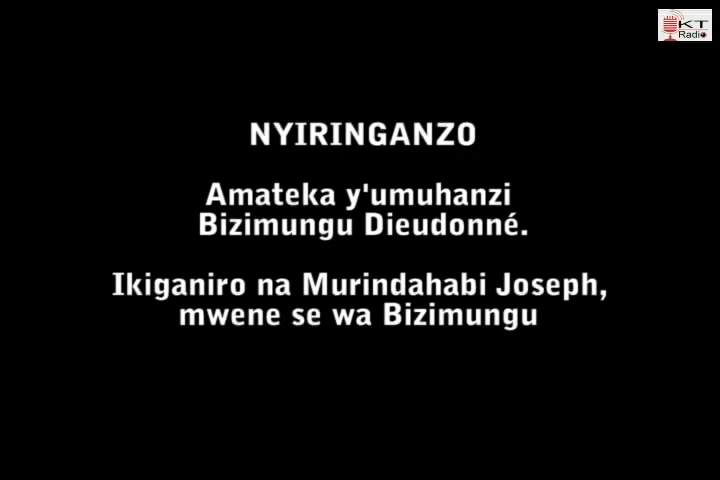 KT
Radio
NYIRINGANZO
Amateka y'umuhanzi
Bizimungu Dieudonné.
Ikiganiro na Murindahabi Joseph,
mwene se wa Bizimungu